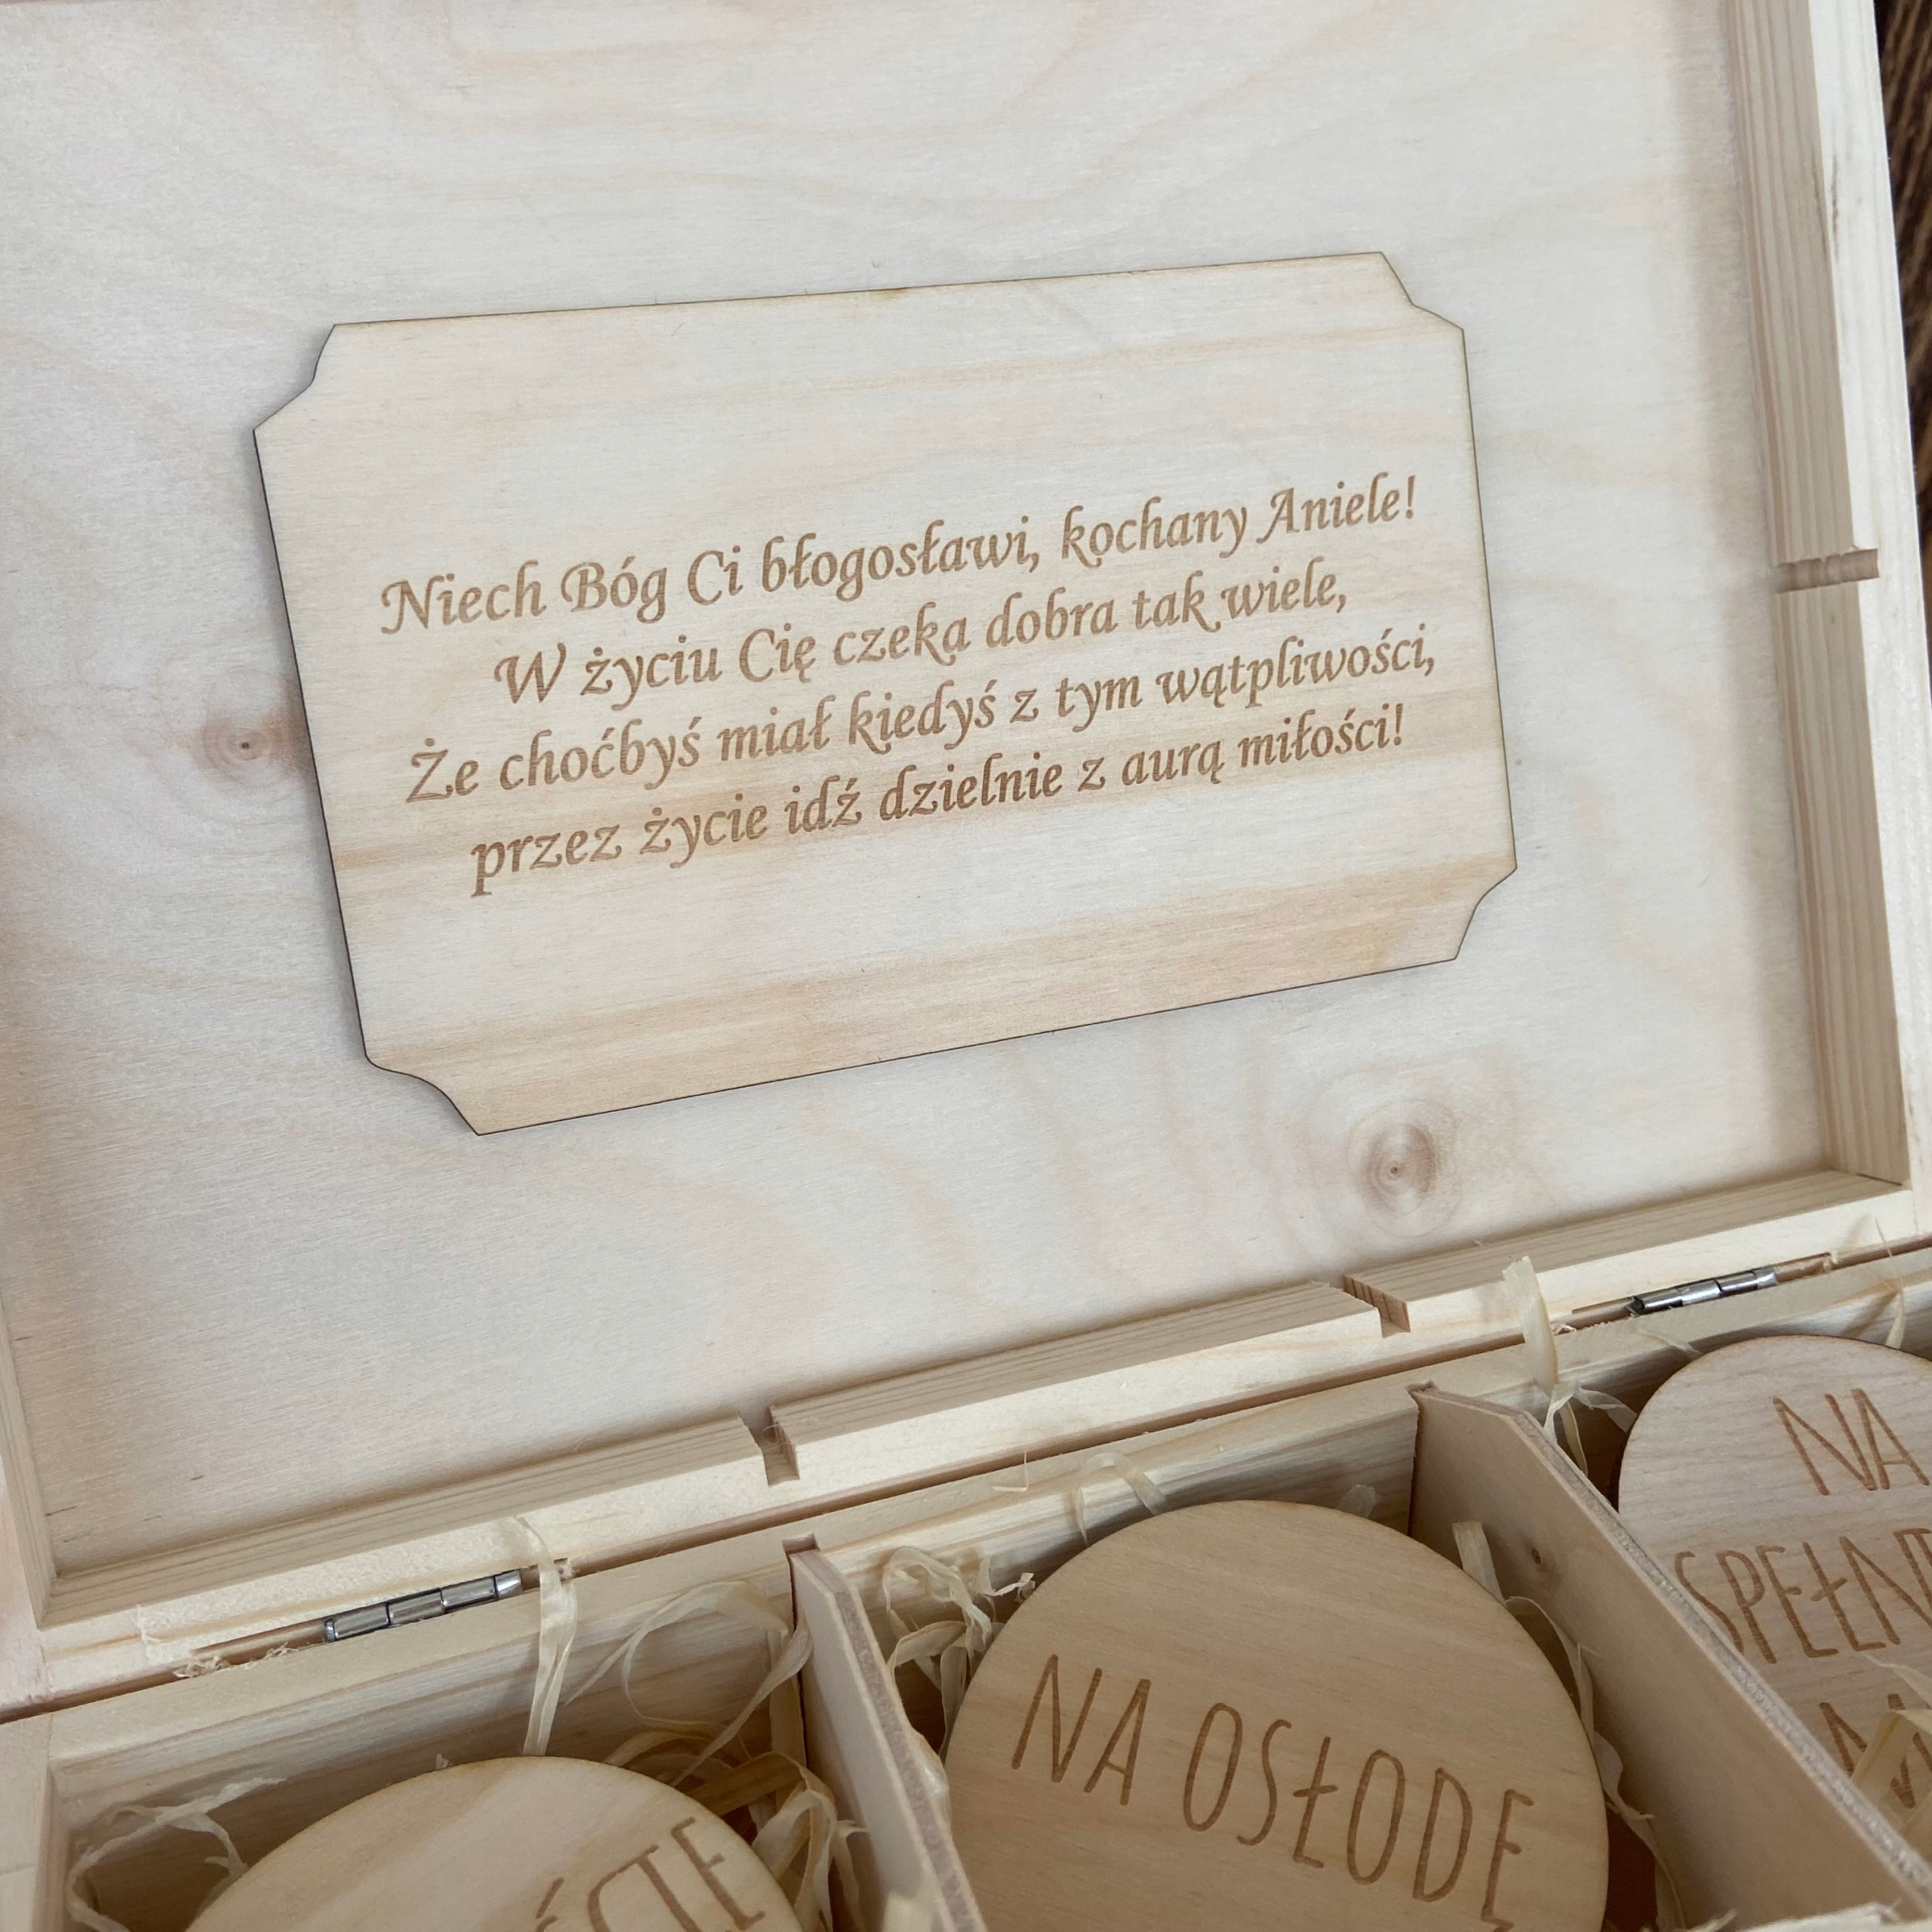 Niech Bóg Ci błogosławi, kochany Aniele!
W życiu Cię czeka dobra tak wiele,
Że choćbyś miał kiedyś z tym wątpliwości,
przez życie idź dzielnie z aurą miłości!
NA OSŁODĘ
NA